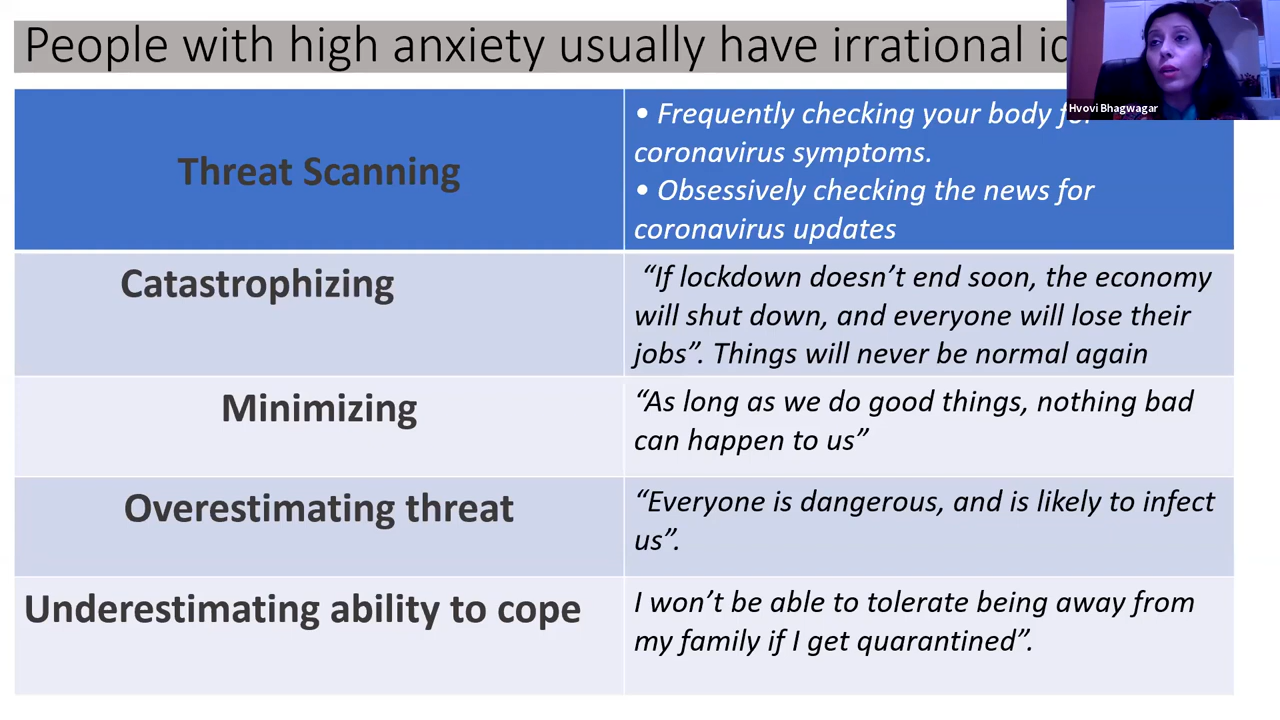 People with high anxiety usually have irrational
Hvovi Bhagwagar
Threat Scanning
• Frequently checking your body for
coronavirus symptoms.
• Obsessively checking the news for
coronavirus updates
Catastrophizing
“If lockdown doesn’t end soon, the economy
will shut down, and everyone will lose their
jobs”. Things will never be normal again
Minimizing
“As long as we do good things, nothing bad
can happen to us”
Overestimating threat
“Everyone is dangerous, and is likely to infect
us”.
Underestimating ability to cope
I won’t be able to tolerate being away from
my family if I get quarantined”.